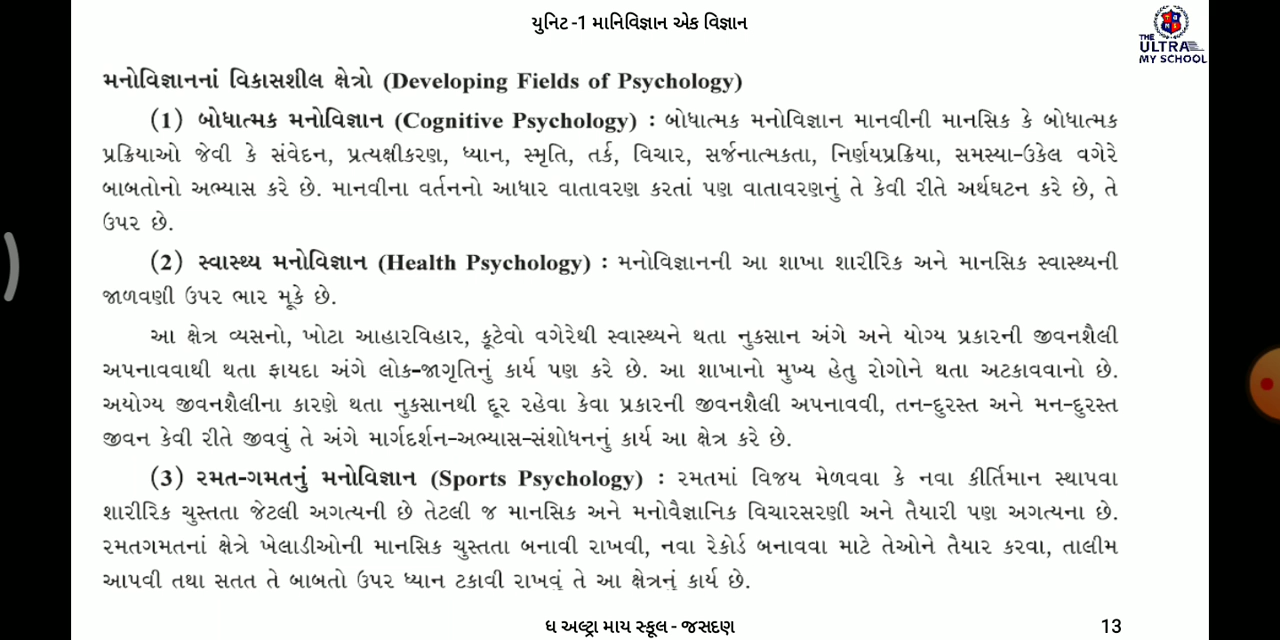 યુનિટ -1 માનિવિજ્ઞાન એક વિજ્ઞાન
THE
ULTRA
MY SCHOOL
મનોવિજ્ઞાનનાં વિકાસશીલ ક્ષેત્રો (Developing Fields of Psychology)
(1) બોધાત્મક મનોવિજ્ઞાન (Cognitive Psychology) : બોધાત્મક મનોવિજ્ઞાન માનવીની માનસિક કે બોધાત્મક
પ્રક્રિયાઓ જેવી કે સંવેદન, પ્રત્યક્ષીકરણ, ધ્યાન, સ્મૃતિ, તર્ક, વિચાર, સર્જનાત્મકતા, નિર્ણયપ્રક્રિયા, સમસ્યા-ઉકેલ વગેરે
બાબતોનો અભ્યાસ કરે છે. માનવીના વર્તનનો આધાર વાતાવરણ કરતાં પણ વાતાવરણનું તે કેવી રીતે અર્થઘટન કરે છે, તે
ઉપર છે.
(2) સ્વાસ્થ્ય મનોવિજ્ઞાન (Health Psychology) : મનોવિજ્ઞાનની આ શાખા શારીરિક અને માનસિક સ્વાસ્થ્યની
જાળવણી ઉપર ભાર મૂકે છે.
આ ક્ષેત્ર વ્યસનો, ખોટા આહારવિહાર, કૂટેવો વગેરેથી સ્વાસ્થ્યને થતા નુકસાન અંગે અને યોગ્ય પ્રકારની જીવનશૈલી
અપનાવવાથી થતા ફાયદા અંગે લોક-જાગૃતિનું કાર્ય પણ કરે છે. આ શાખાનો મુખ્ય હેતુ રોગોને થતા અટકાવવાનો છે.
અયોગ્ય જીવનશૈલીના કારણે થતા નુકસાનથી દૂર રહેવા કેવા પ્રકારની જીવનશૈલી અપનાવવી, તન-દુરસ્ત અને મન-દુરસ્ત
જીવન કેવી રીતે જીવવું તે અંગે માર્ગદર્શન-અભ્યાસ-સંશોધનનું કાર્ય આ ક્ષેત્ર કરે છે.
(3) રમત-ગમતનું મનોવિજ્ઞાન (Sports Psychology) : રમતમાં વિજય મેળવવા કે નવા કીર્તિમાન સ્થાપવા
શારીરિક ચુસ્તતા જેટલી અગત્યની છે તેટલી જ માનસિક અને મનોવૈજ્ઞાનિક વિચારસરણી અને તૈયારી પણ અગત્યના છે.
રમતગમતનાં ક્ષેત્રે ખેલાડીઓની માનસિક ચુસ્તતા બનાવી રાખવી, નવા રેકોર્ડ બનાવવા માટે તેઓને તૈયાર કરવા, તાલીમ
આપવી તથા સતત તે બાબતો ઉપર ધ્યાન ટકાવી રાખવું તે આ ક્ષેત્રનું કાર્ય છે.
ધ અલ્ટ્રા માય સ્કૂલ - જસદણ
13